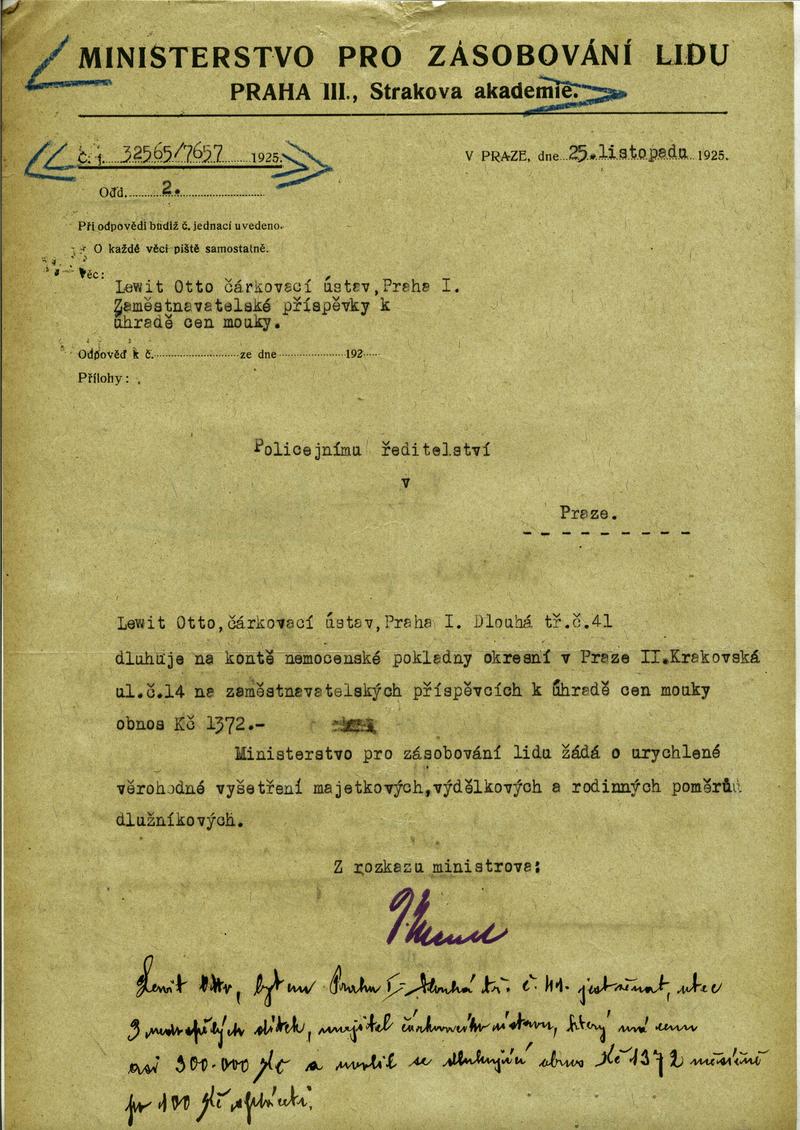 MINISTERSTVO PRO ZÁSOBOVÁNÍ LIDU
PRAHA III., Strakova akademie.
Č. j. 32565/7657 1925.
V PRAZE, dne 25. listopadu 1925.
Odd. 2.
Při odpovědi budiž č. jednací uvedeno.
O každé věci pište samostatně.
Věc:
Lewit Otto čárkovací ústav, Praha I.
Zaměstnavatelské příspěvky k
úhradě cen mouky.
Odpověď k č. ze dne 192
Přílohy:
Policejnímu ředitelství
v
Praze.
Lewit Otto, čárkovací ústav, Praha I. Dlouhá tř.č.41
dluhuje na kontě nemocenské pokladny okresní v Praze II. Krakovská
ul.č.14 na zaměstnavatelských příspěvcích k úhradě cen mouky
obnos Kč 1372.-
Ministerstvo pro zásobování lidu žádá o urychlené
věrohodné vyšetření majetkových, výdělkových a rodinných poměrů
dlužníkových.
Z rozkazu ministrova:
Lewit Otto, bytem Praha I. Dlouhá tř. č. 41. jest ženat, otec
3 dítek, majitel ústavu, který má cenu
asi 300.000 Kč a uvolil se dlužující obnos Kč 1372 měsíčně
po 100 Kč spláceti.